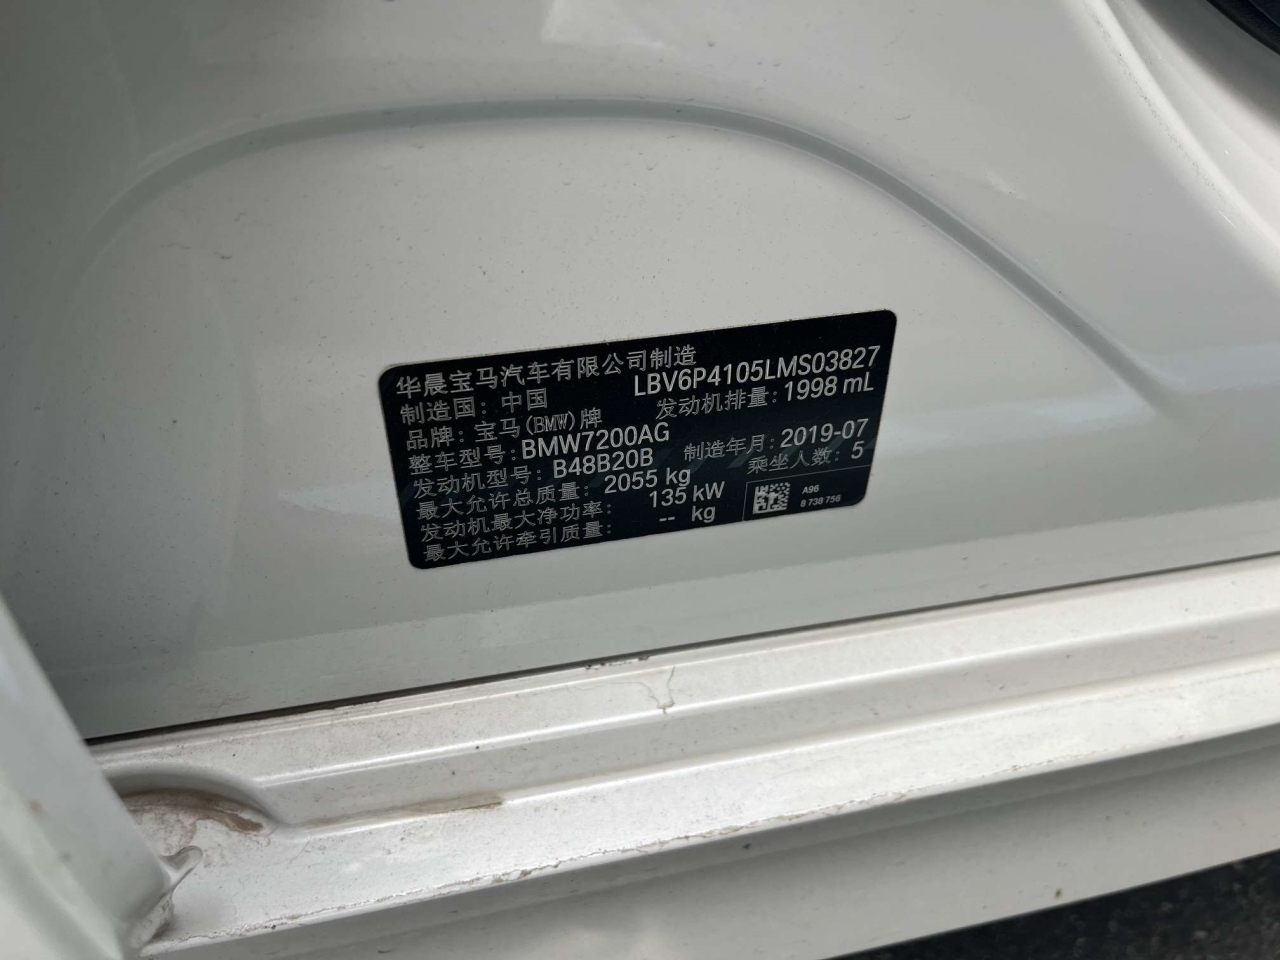 华晨宝马汽车有限公司制造
制造国：中国 LBV6P4105LMS03827
品牌：宝马(BMW)牌 发动机排量：1998 mL
整车型号：BMW7200AG
发动机型号：B48B20B 制造年月：2019-07
最大允许总质量：2055 kg 乘坐人数：5
发动机最大净功率：135 kW
最大允许牵引质量：-- kg
A96
8 738 756